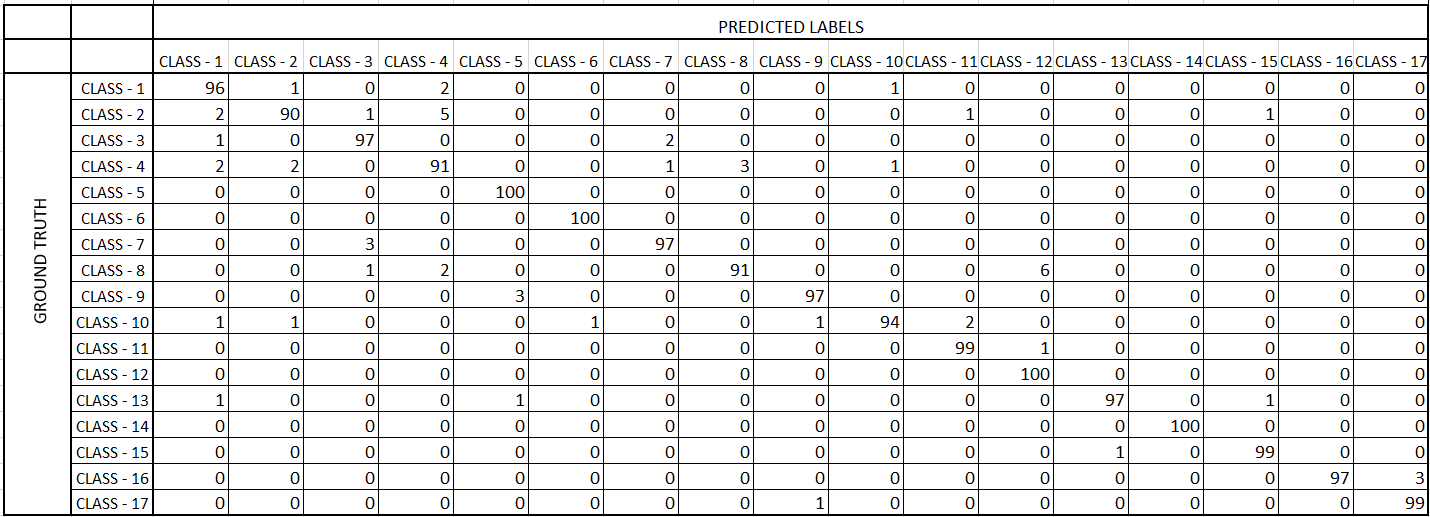 PREDICTED LABELS
CLASS - 1 CLASS - 2 CLASS - 3 CLASS - 4 CLASS - 5 CLASS - 6 CLASS - 7 CLASS - 8 CLASS - 9 CLASS - 10 CLASS - 11 CLASS - 12 CLASS - 13 CLASS - 14 CLASS - 15 CLASS - 16 CLASS - 17
GROUND TRUTH
CLASS - 1 96 1 0 2 0 0 0 0 0 1 0 0 0 0 0 0 0
CLASS - 2 2 90 1 5 0 0 0 0 0 0 1 0 0 0 1 0 0
CLASS - 3 1 0 97 0 0 0 2 0 0 0 0 0 0 0 0 0 0
CLASS - 4 2 2 0 91 0 0 1 3 0 1 0 0 0 0 0 0 0
CLASS - 5 0 0 0 0 100 0 0 0 0 0 0 0 0 0 0 0 0
CLASS - 6 0 0 0 0 0 100 0 0 0 0 0 0 0 0 0 0 0
CLASS - 7 0 0 3 0 0 0 97 0 0 0 0 0 0 0 0 0 0
CLASS - 8 0 0 1 2 0 0 0 91 0 0 0 6 0 0 0 0 0
CLASS - 9 0 0 0 0 3 0 0 0 97 0 0 0 0 0 0 0 0
CLASS - 10 1 1 0 0 0 1 0 0 1 94 2 0 0 0 0 0 0
CLASS - 11 0 0 0 0 0 0 0 0 0 0 99 1 0 0 0 0 0
CLASS - 12 0 0 0 0 0 0 0 0 0 0 0 100 0 0 0 0 0
CLASS - 13 1 0 0 0 1 0 0 0 0 0 0 0 97 0 1 0 0
CLASS - 14 0 0 0 0 0 0 0 0 0 0 0 0 0 100 0 0 0
CLASS - 15 0 0 0 0 0 0 0 0 0 0 0 0 1 0 99 0 0
CLASS - 16 0 0 0 0 0 0 0 0 0 0 0 0 0 0 0 97 3
CLASS - 17 0 0 0 0 0 0 0 0 1 0 0 0 0 0 0 0 99